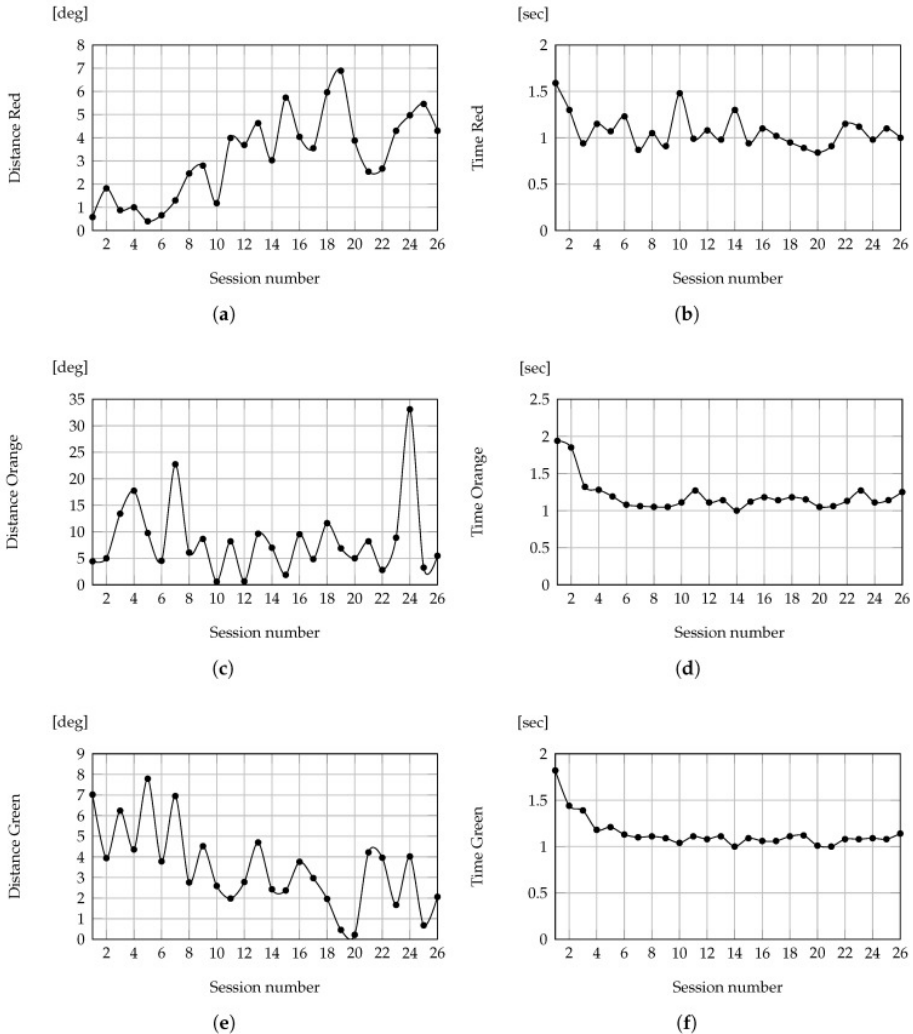 [deg]
Distance Red
8
7
6
5
4
3
2
1
0
2 4 6 8 10 12 14 16 18 20 22 24 26
Session number
(a)
[sec]
Time Red
2
1.5
1
0.5
0
2 4 6 8 10 12 14 16 18 20 22 24 26
Session number
(b)
[deg]
Distance Orange
35
30
25
20
15
10
5
0
2 4 6 8 10 12 14 16 18 20 22 24 26
Session number
(c)
[sec]
Time Orange
2.5
2
1.5
1
0.5
0
2 4 6 8 10 12 14 16 18 20 22 24 26
Session number
(d)
[deg]
Distance Green
9
8
7
6
5
4
3
2
1
0
2 4 6 8 10 12 14 16 18 20 22 24 26
Session number
(e)
[sec]
Time Green
2
1.5
1
0.5
0
2 4 6 8 10 12 14 16 18 20 22 24 26
Session number
(f)